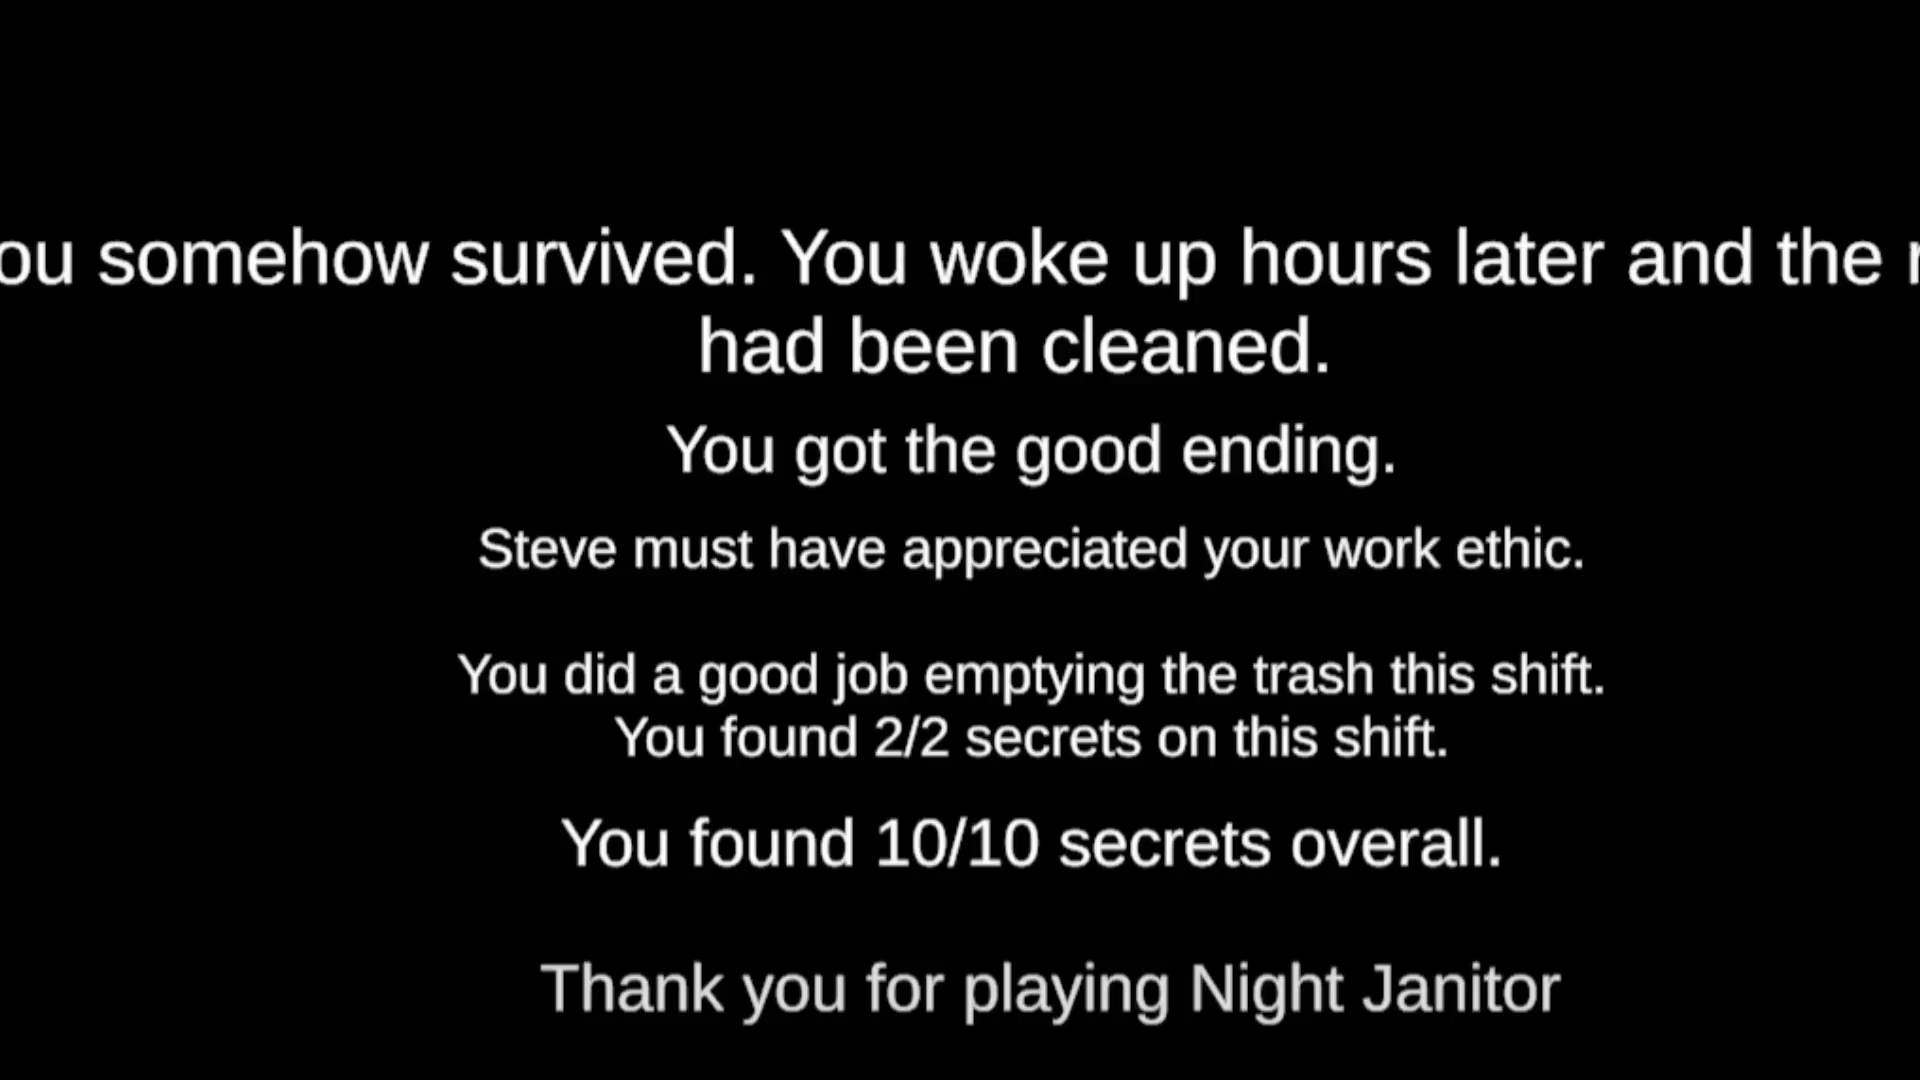 ou somehow survived. You woke up hours later and the
had been cleaned.
You got the good ending.
Steve must have appreciated your work ethic.
You did a good job emptying the trash this shift.
You found 2/2 secrets on this shift.
You found 10/10 secrets overall.
Thank you for playing Night Janitor